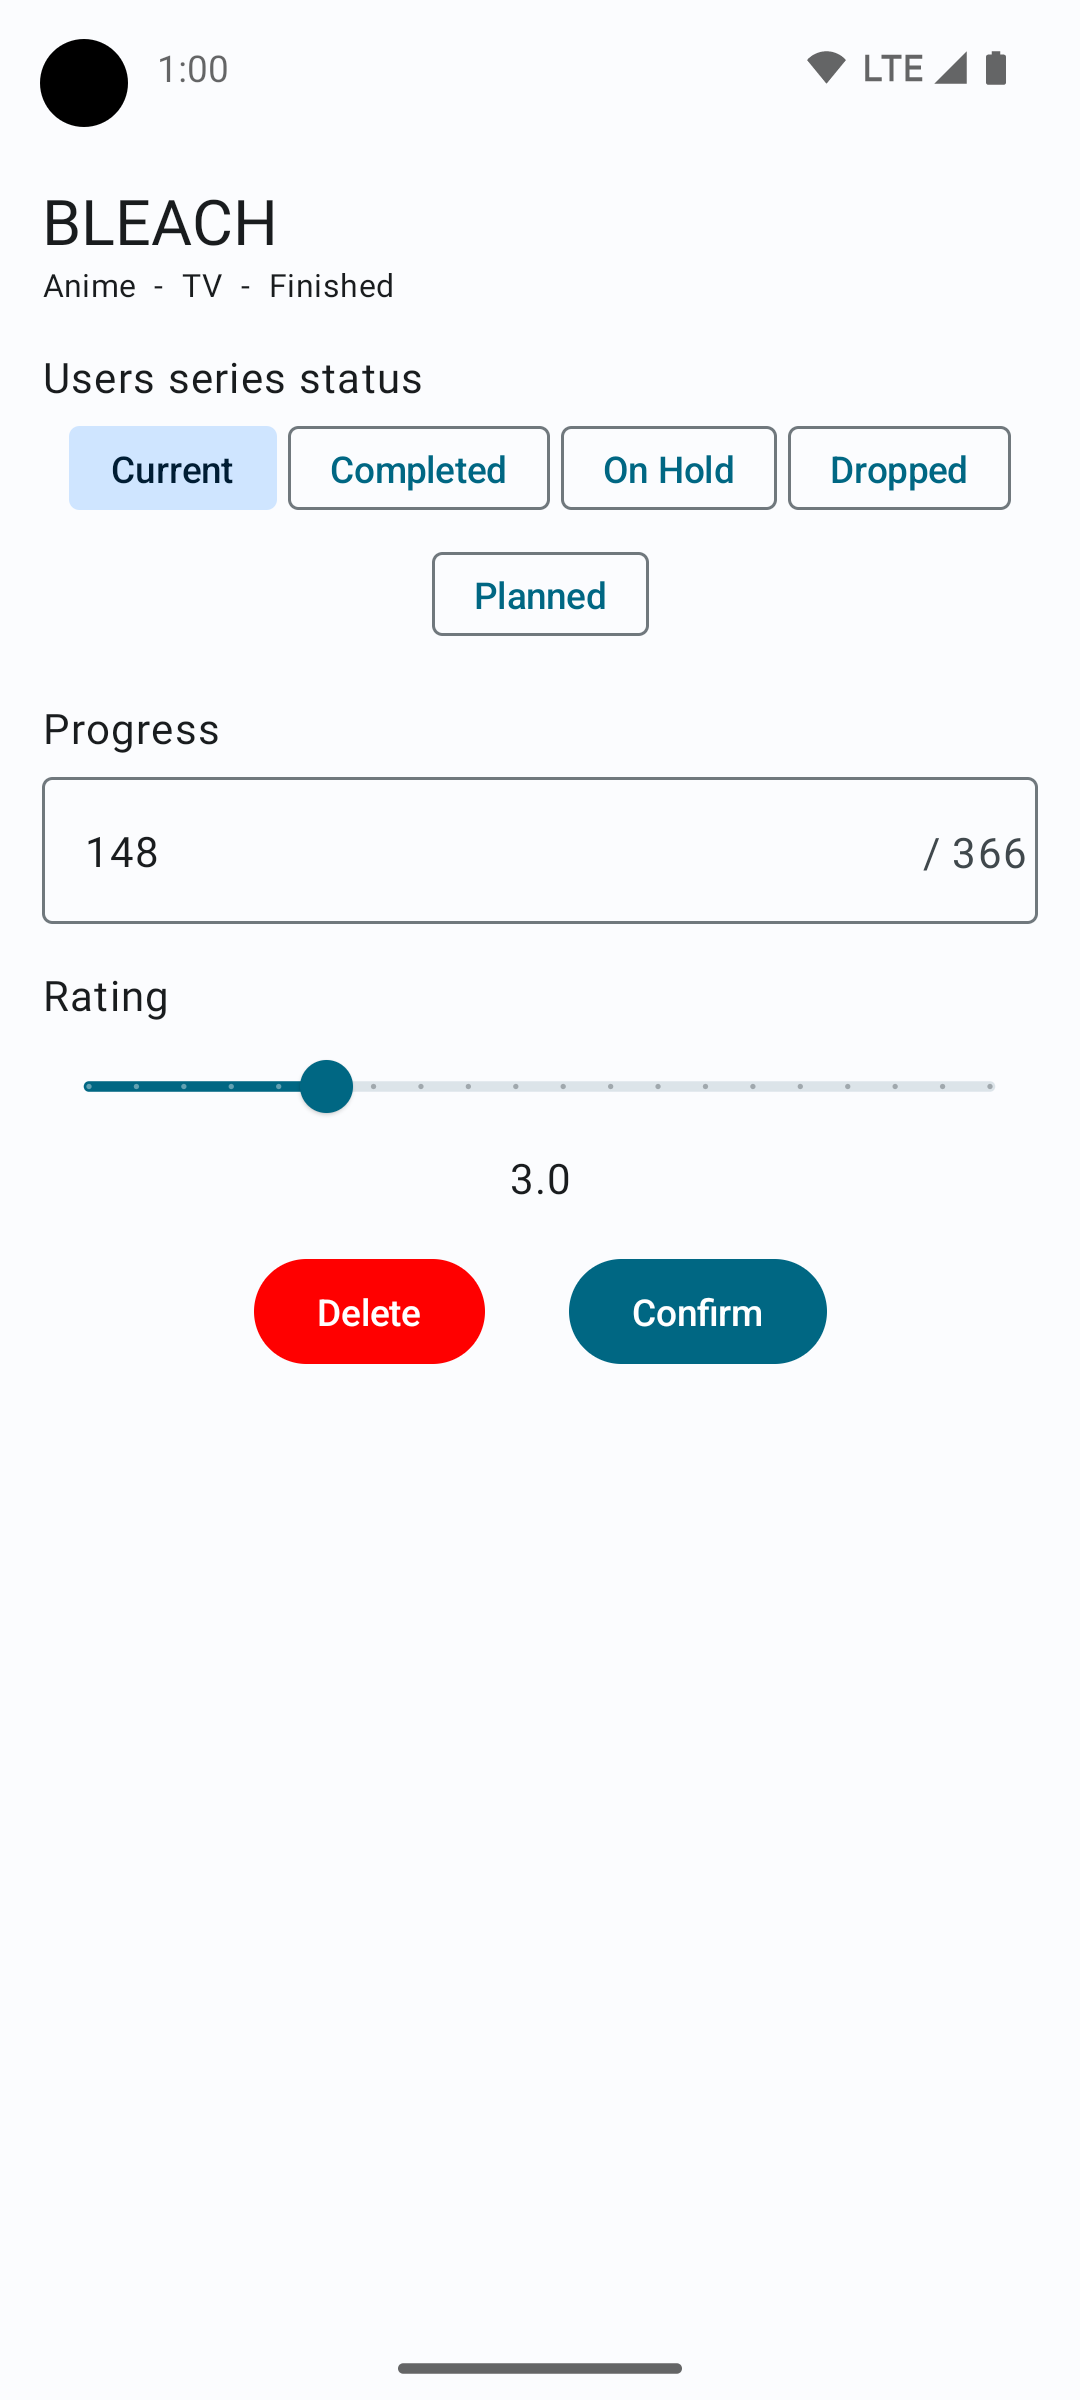 1:00 LTE
BLEACH
Anime - TV - Finished
Users series status
Current Completed On Hold Dropped
Planned
Progress
148 / 366
Rating
3.0
Delete Confirm